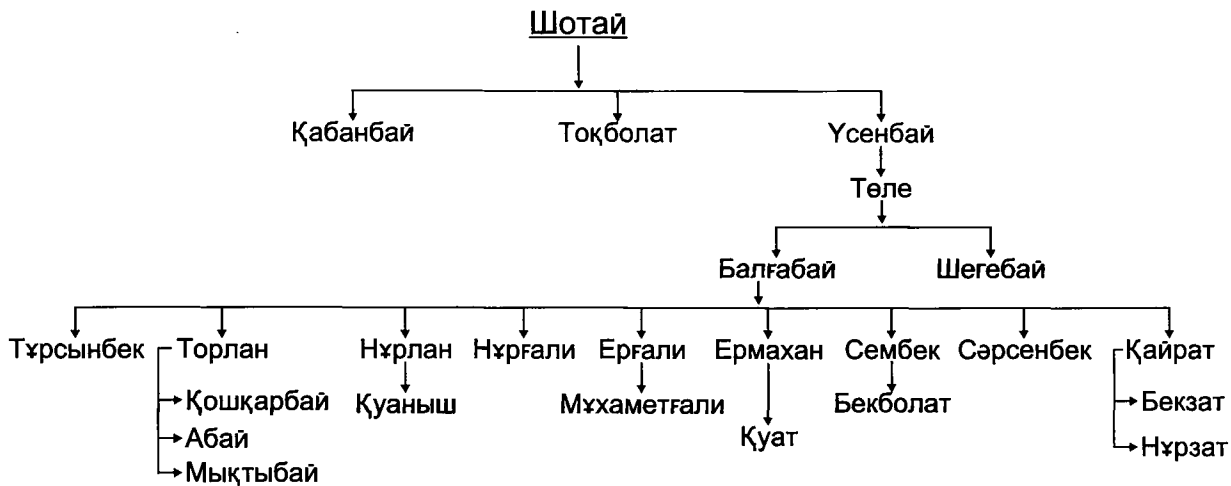 Шотай
Қабанбай Тоқболат Үсенбай
Төле
Балғабай Шегебай
Тұрсынбек Торлан Нұрлан Нұрғали Ерғали Ермахан Сембек Сәрсенбек Қайрат
Қошқарбай Қуаныш Мұхаметғали Бекболат Бекзат
Абай Қуат Нұрзат
Мықтыбай